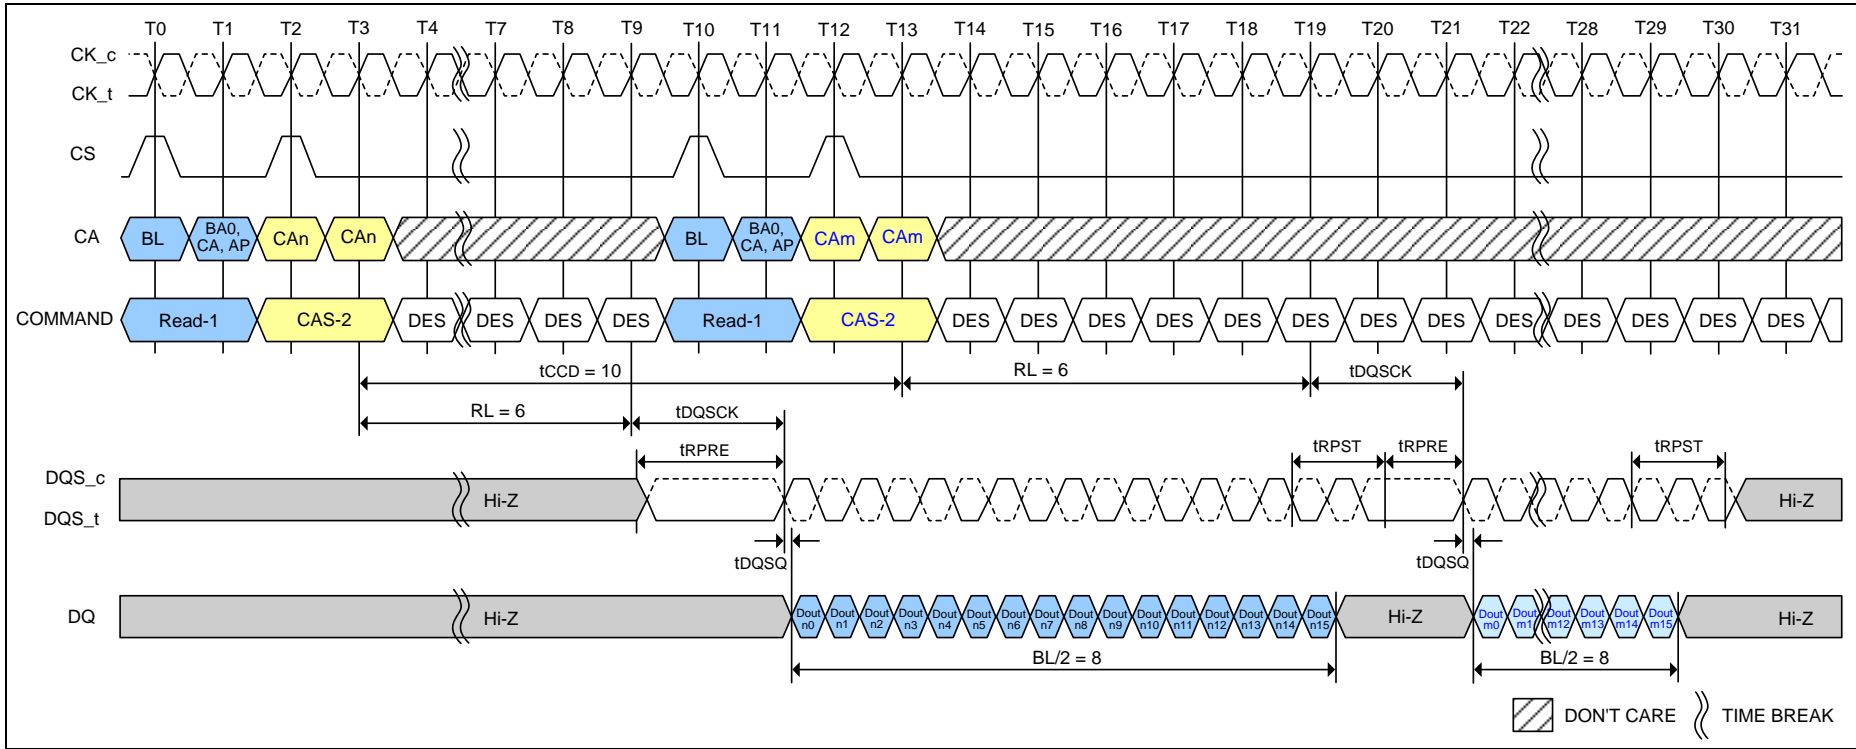 T0 T1 T2 T3 T4 T7 T8 T9 T10 T11 T12 T13 T14 T15 T16 T17 T18 T19 T20 T21 T22 T28 T29 T30 T31
CK_c
CK_t
CS
CA BL BA0, CA, AP CAn CAn BL BA0, CA, AP CAm CAm
COMMAND Read-1 CAS-2 DES DES DES DES Read-1 CAS-2 DES DES DES DES DES DES DES DES DES DES DES DES DES
tCCD = 10 RL = 6 tDQSCK
RL = 6 tDQSCK
tRPRE tRPST tRPRE tRPST
DQS_c
Hi-Z Hi-Z
DQS_t
tDQSQ tDQSQ
DQ Hi-Z Dout n0 Dout n1 Dout n2 Dout n3 Dout n4 Dout n5 Dout n6 Dout n7 Dout n8 Dout n9 Dout n10 Dout n11 Dout n12 Dout n13 Dout n14 Dout n15 Hi-Z Dout m0 Dout m1 Dout m12 Dout m13 Dout m14 Dout m15 Hi-Z
BL/2 = 8 BL/2 = 8
DON'T CARE TIME BREAK